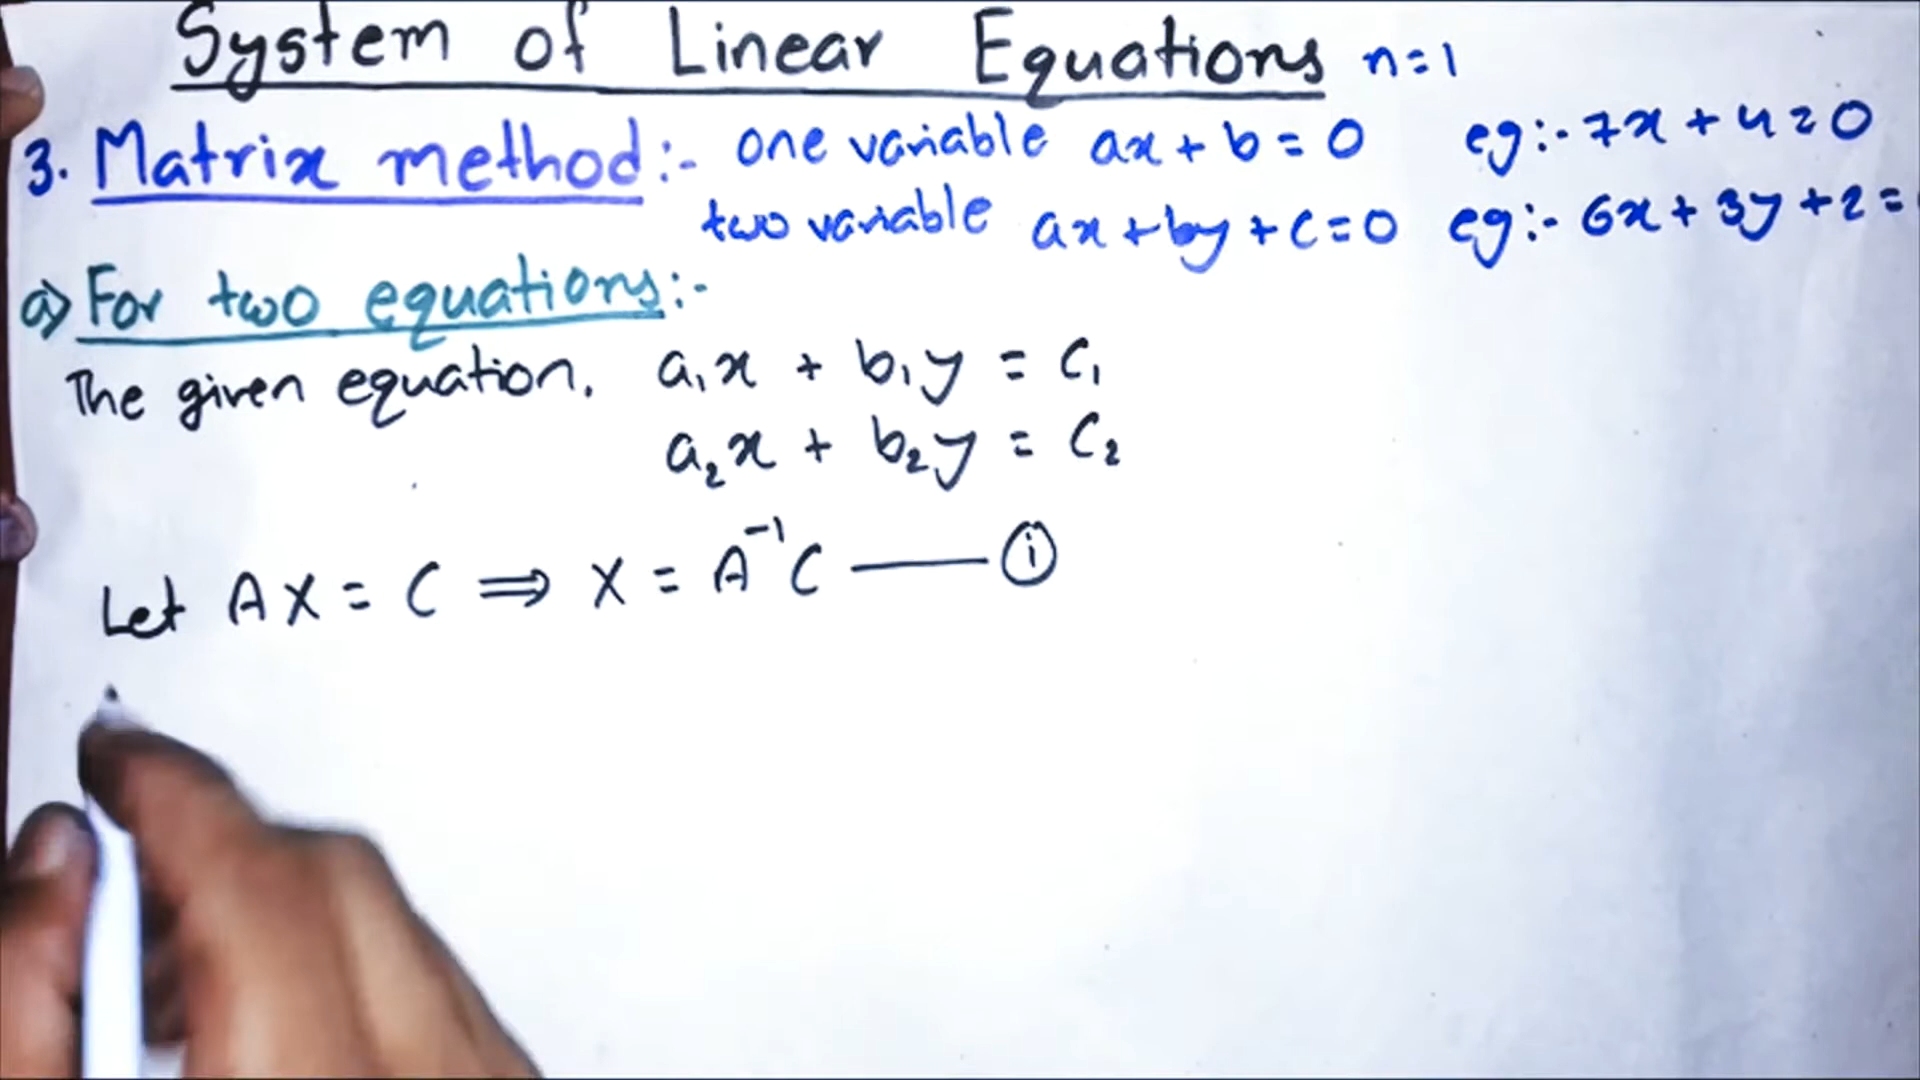 System of Linear Equations n=1
3. Matrix method:- one variable ax + b = 0 eg:- 7x + 4 = 0
two variable ax + by + c = 0 eg:- 6x + 3y + 2 =
a) For two equations:-
The given equation, a₁x + b₁y = C₁
a₂x + b₂y = C₂
Let AX = C ⇒ X = A⁻¹C —— ⓘ